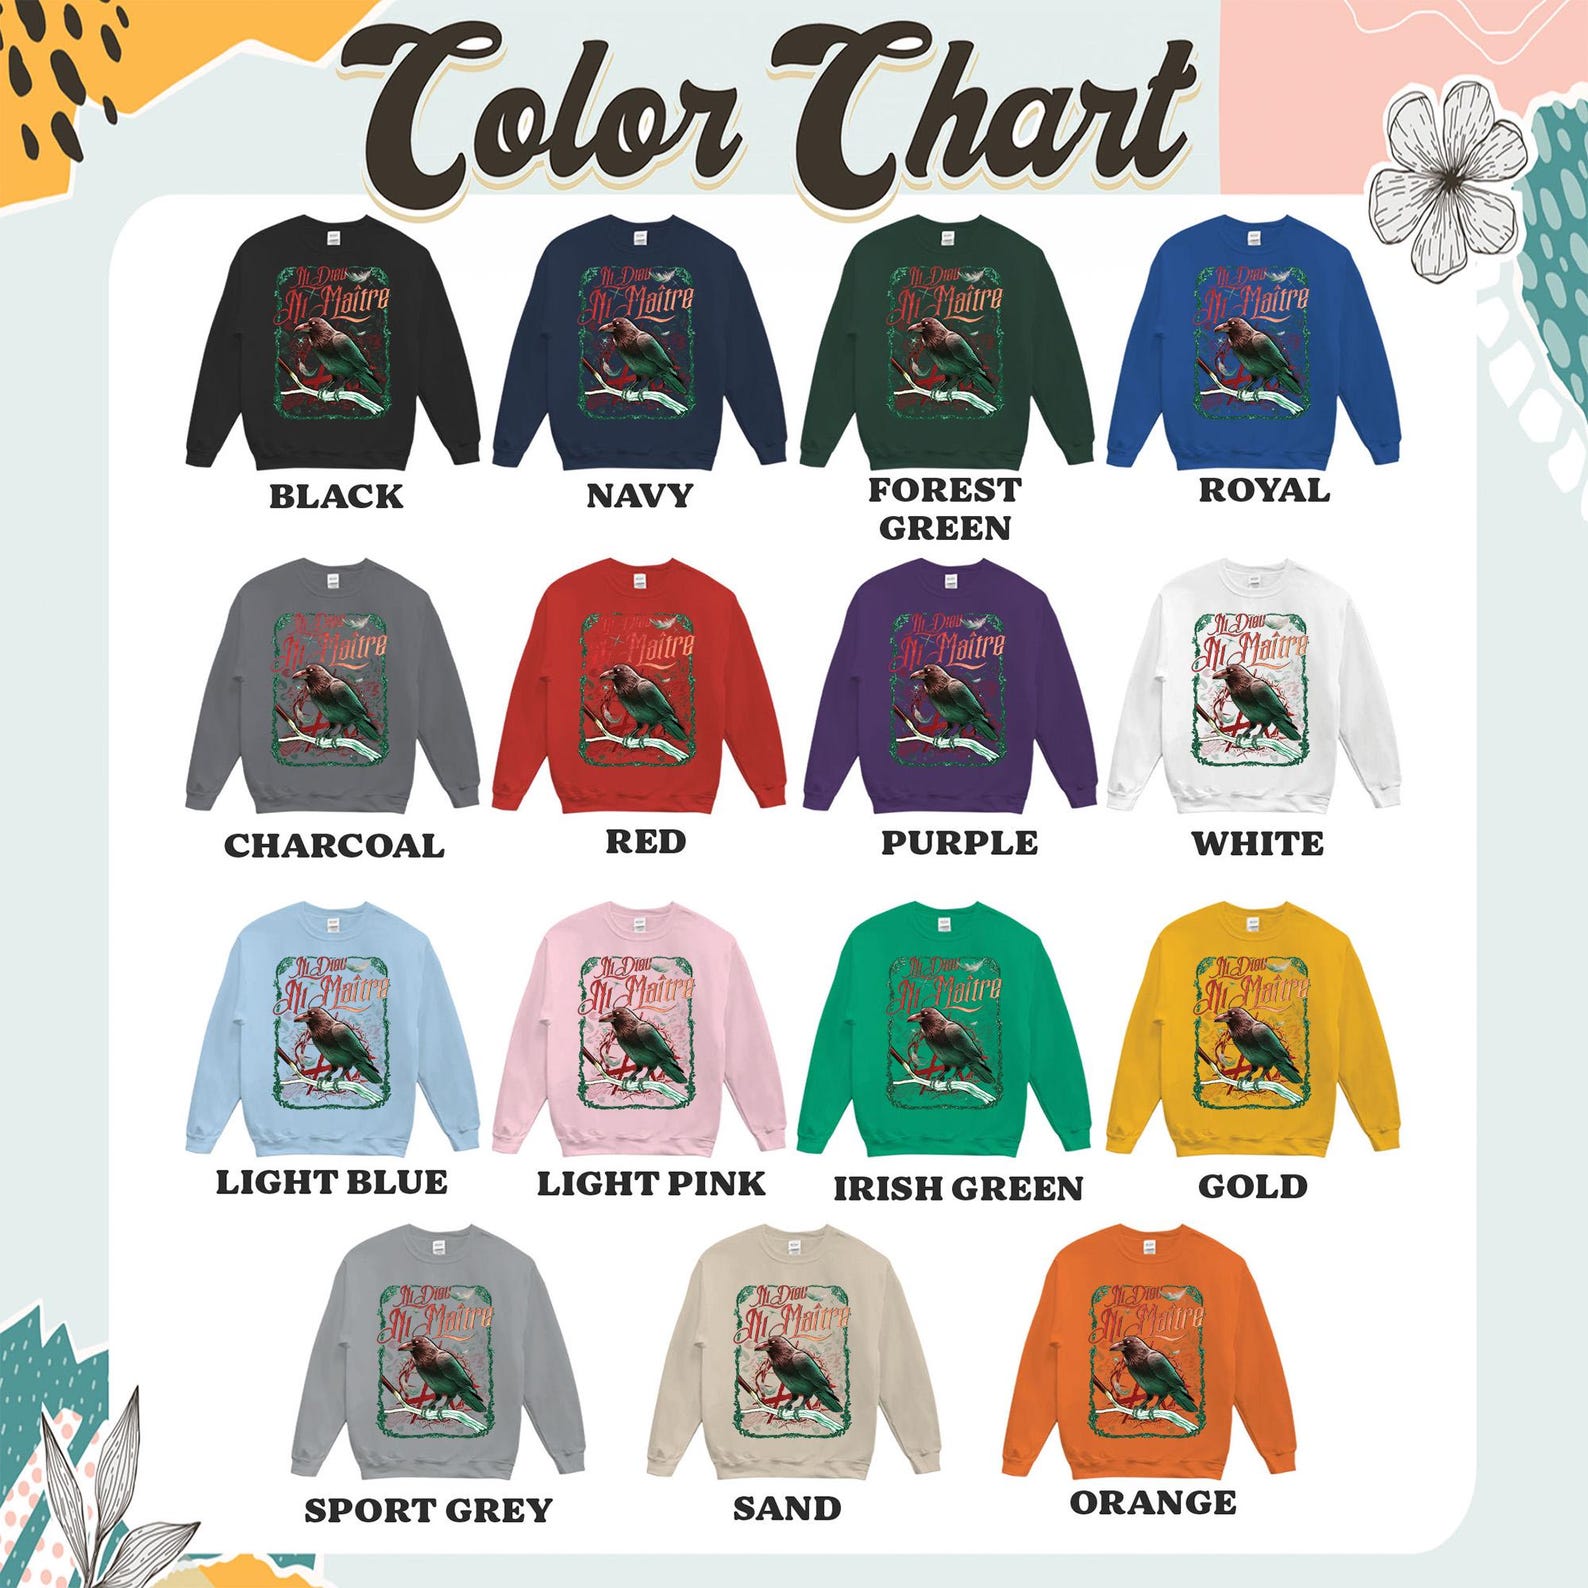 Color Chart
Ni Dieu
Ni Maître
Ni Dieu
Ni Maître
Ni Dieu
Ni Maître
Ni Dieu
Ni Maître
BLACK
NAVY
FOREST
GREEN
ROYAL
Ni Dieu
Ni Maître
Ni Dieu
Ni Maître
Ni Dieu
Ni Maître
Ni Dieu
Ni Maître
CHARCOAL
RED
PURPLE
WHITE
Ni Dieu
Ni Maître
Ni Dieu
Ni Maître
Ni Dieu
Ni Maître
Ni Dieu
Ni Maître
LIGHT BLUE
LIGHT PINK
IRISH GREEN
GOLD
Ni Dieu
Ni Maître
Ni Dieu
Ni Maître
Ni Dieu
Ni Maître
SPORT GREY
SAND
ORANGE